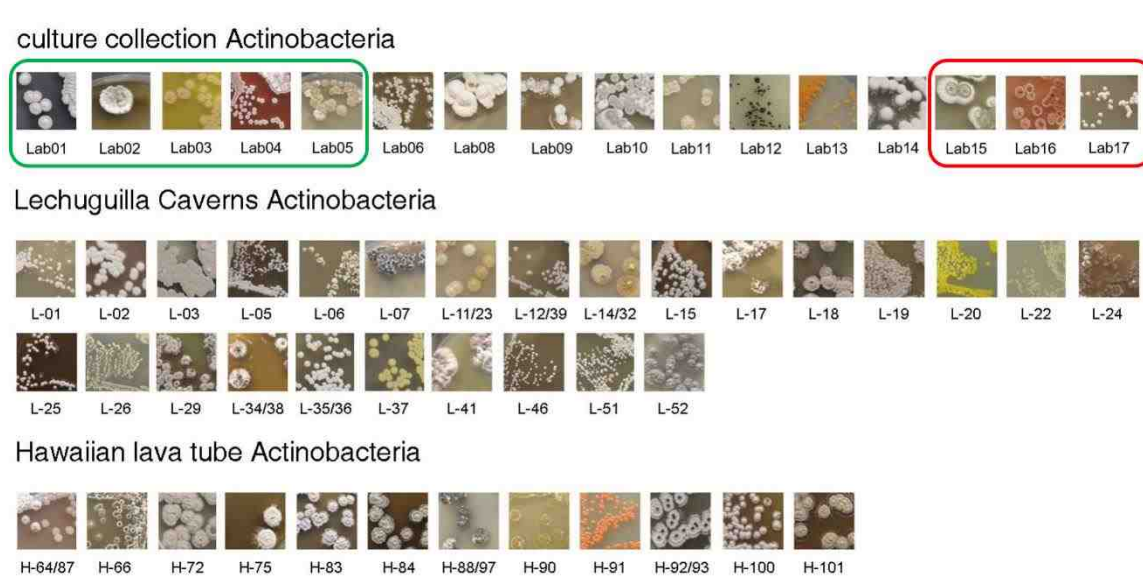 culture collection Actinobacteria
Lab01 Lab02 Lab03 Lab04 Lab05 Lab06 Lab08 Lab09 Lab10 Lab11 Lab12 Lab13 Lab14 Lab15 Lab16 Lab17
Lechuguilla Caverns Actinobacteria
L-01 L-02 L-03 L-05 L-06 L-07 L-11/23 L-12/39 L-14/32 L-15 L-17 L-18 L-19 L-20 L-22 L-24
L-25 L-26 L-29 L-34/38 L-35/36 L-37 L-41 L-46 L-51 L-52
Hawaiian lava tube Actinobacteria
H-64/87 H-66 H-72 H-75 H-83 H-84 H-88/97 H-90 H-91 H-92/93 H-100 H-101